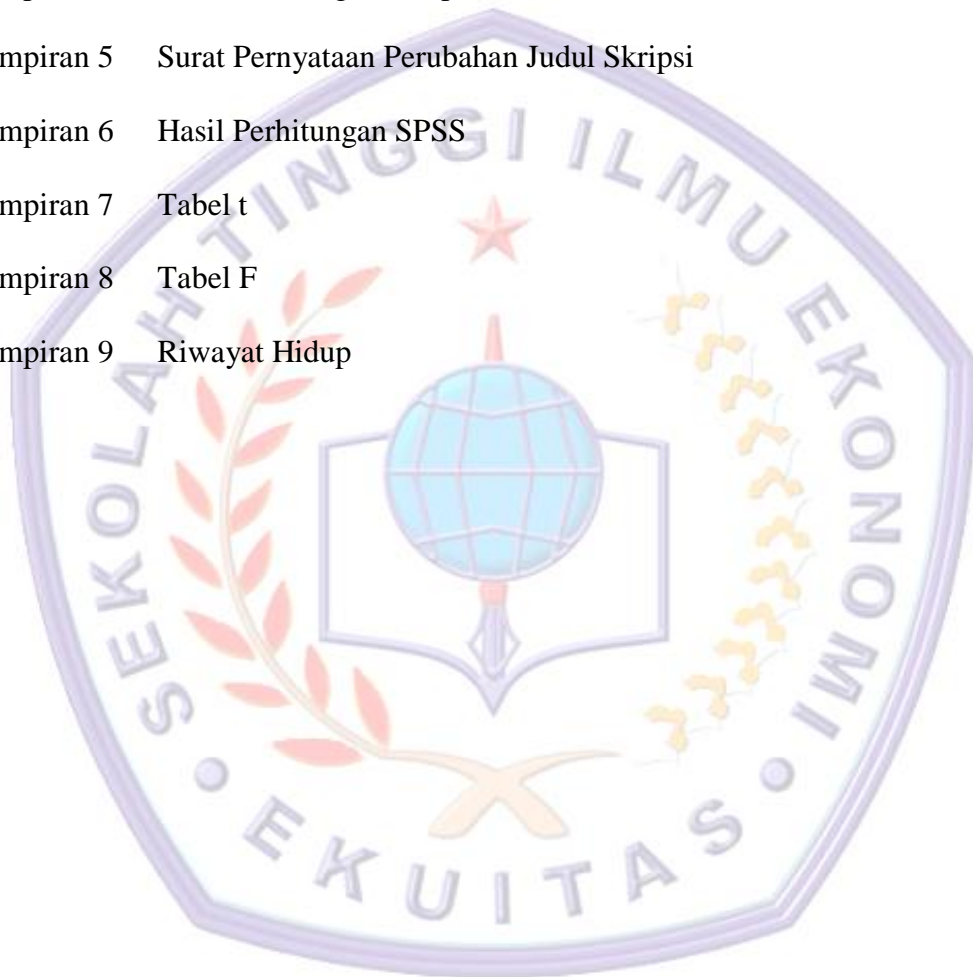 mpiran 5 Surat Pernyataan Perubahan Judul Skripsi
mpiran 6 Hasil Perhitungan SPSS
mpiran 7 Tabel t
mpiran 8 Tabel F
mpiran 9 Riwayat Hidup
SEKOLAH TINGGI ILMU EKONOMI
EKUITAS